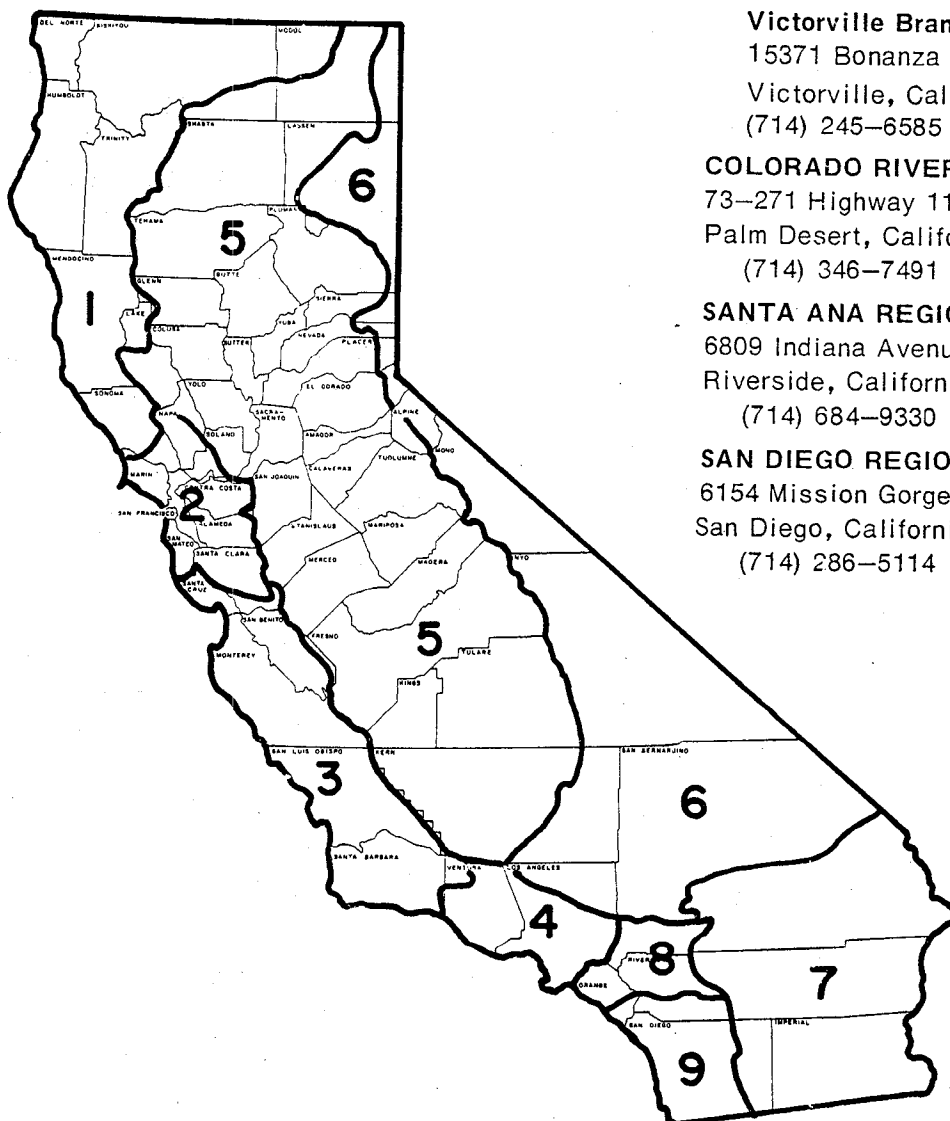 Victorville Bran
15371 Bonanza
Victorville, Cal
(714) 245–6585
COLORADO RIVER
73–271 Highway 11
Palm Desert, Califo
(714) 346–7491
SANTA ANA REGIO
6809 Indiana Avenu
Riverside, Californ
(714) 684–9330
SAN DIEGO REGIO
6154 Mission Gorge
San Diego, Californ
(714) 286–5114
DEL NORTE
SISKIYOU
MODOC
HUMBOLDT
TRINITY
SHASTA
LASSEN
6
TEHAMA
PLUMAS
5
MENDOCINO
GLENN
BUTTE
1
LAKE
COLUSA
SIERRA
YUBA
SUTTER
NEVADA
PLACER
SONOMA
YOLO
EL DORADO
NAPA
SACRA-
MENTO
ALPINE
SOLANO
AMADOR
MARIN
CALAVERAS
TUOLUMNE
MONO
SAN JOAQUIN
CONTRA COSTA
2
SAN FRANCISCO
ALAMEDA
STANISLAUS
MARIPOSA
SAN
MATEO
SANTA CLARA
MERCED
MADERA
INYO
SANTA
CRUZ
SAN BENITO
FRESNO
5
MONTEREY
TULARE
KINGS
SAN LUIS OBISPO
KERN
SAN BERNARDINO
3
6
SANTA BARBARA
VENTURA
LOS ANGELES
4
RIVER
8
7
ORANGE
SAN DIEGO
IMPERIAL
9